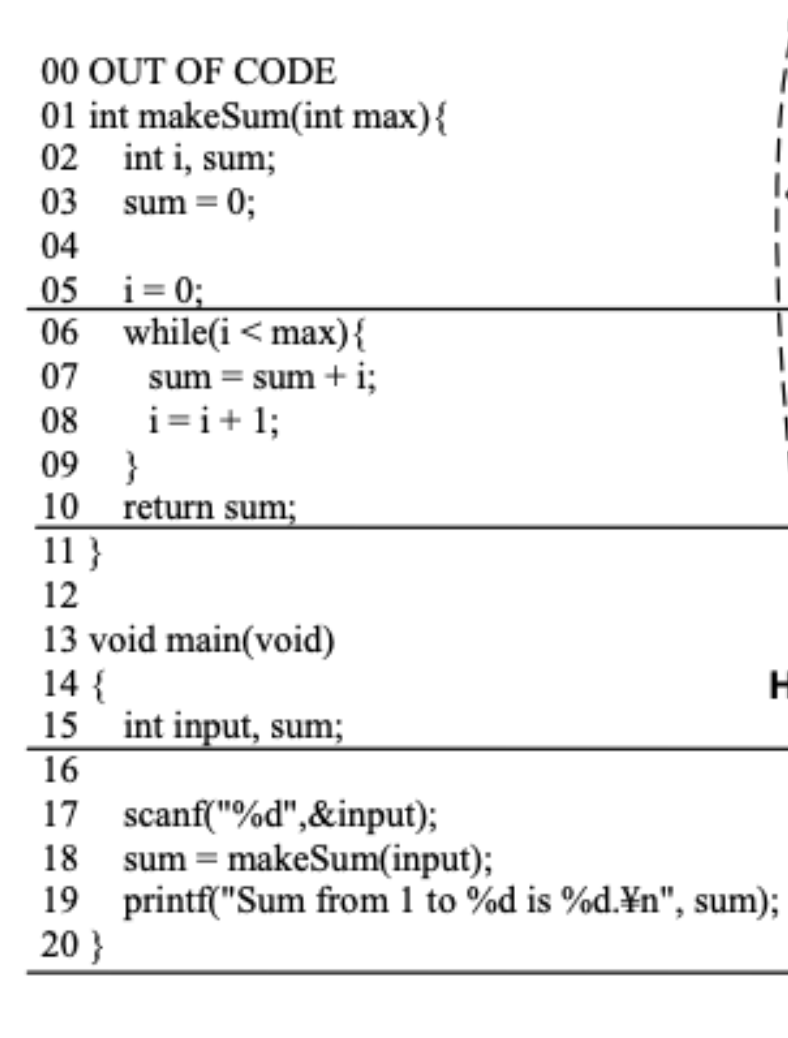 00 OUT OF CODE
01 int makeSum(int max){
02 int i, sum;
03 sum = 0;
04
05 i = 0;
06 while(i < max){
07 sum = sum + i;
08 i = i + 1;
09 }
10 return sum;
11 }
12
13 void main(void)
14 {
15 int input, sum;
16
17 scanf("%d",&input);
18 sum = makeSum(input);
19 printf("Sum from 1 to %d is %d.¥n", sum);
20 }